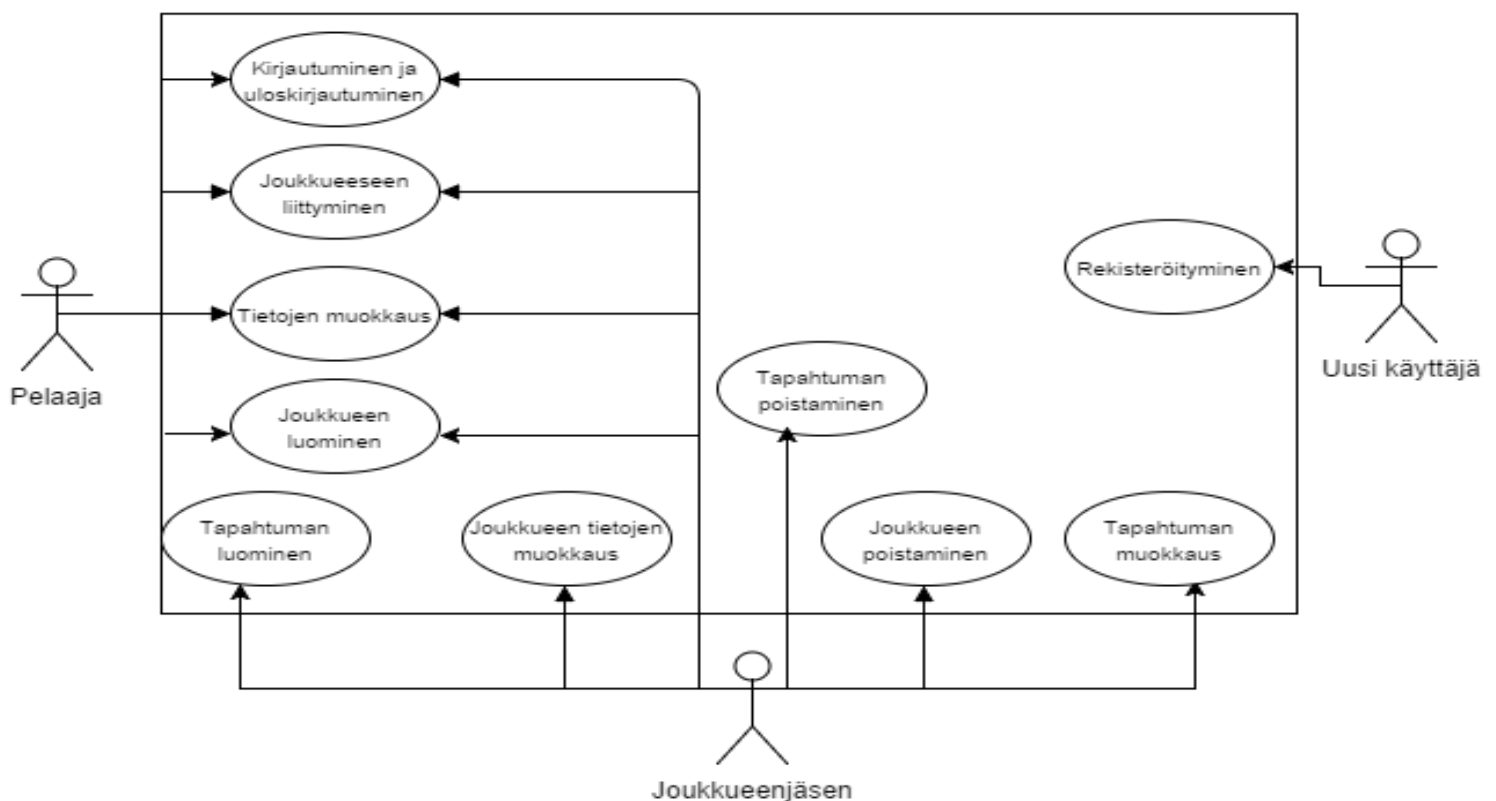 Kirjautuminen ja
uloskirjautuminen
Joukkueeseen
liittyminen
Rekisteröityminen
Tietojen muokkaus
Pelaaja
Uusi käyttäjä
Tapahtuman
poistaminen
Joukkueen
luominen
Tapahtuman
luominen
Joukkueen tietojen
muokkaus
Joukkueen
poistaminen
Tapahtuman
muokkaus
Joukkueenjäsen